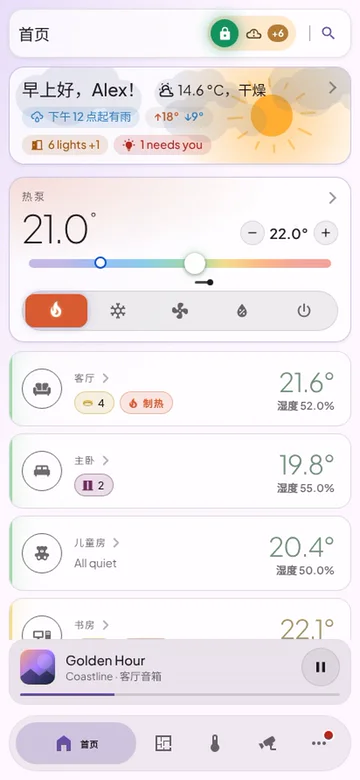 首页
+6
早上好，Alex！ 14.6 °C，干燥
下午 12 点起有雨 ↑18° ↓9°
6 lights +1 1 needs you
热泵
21.0°
− 22.0° +
客厅
21.6°
4 制热
湿度 52.0%
主卧
19.8°
2
湿度 55.0%
儿童房
20.4°
All quiet
湿度 50.0%
书房
22.1°
Golden Hour
Coastline · 客厅音箱
首页